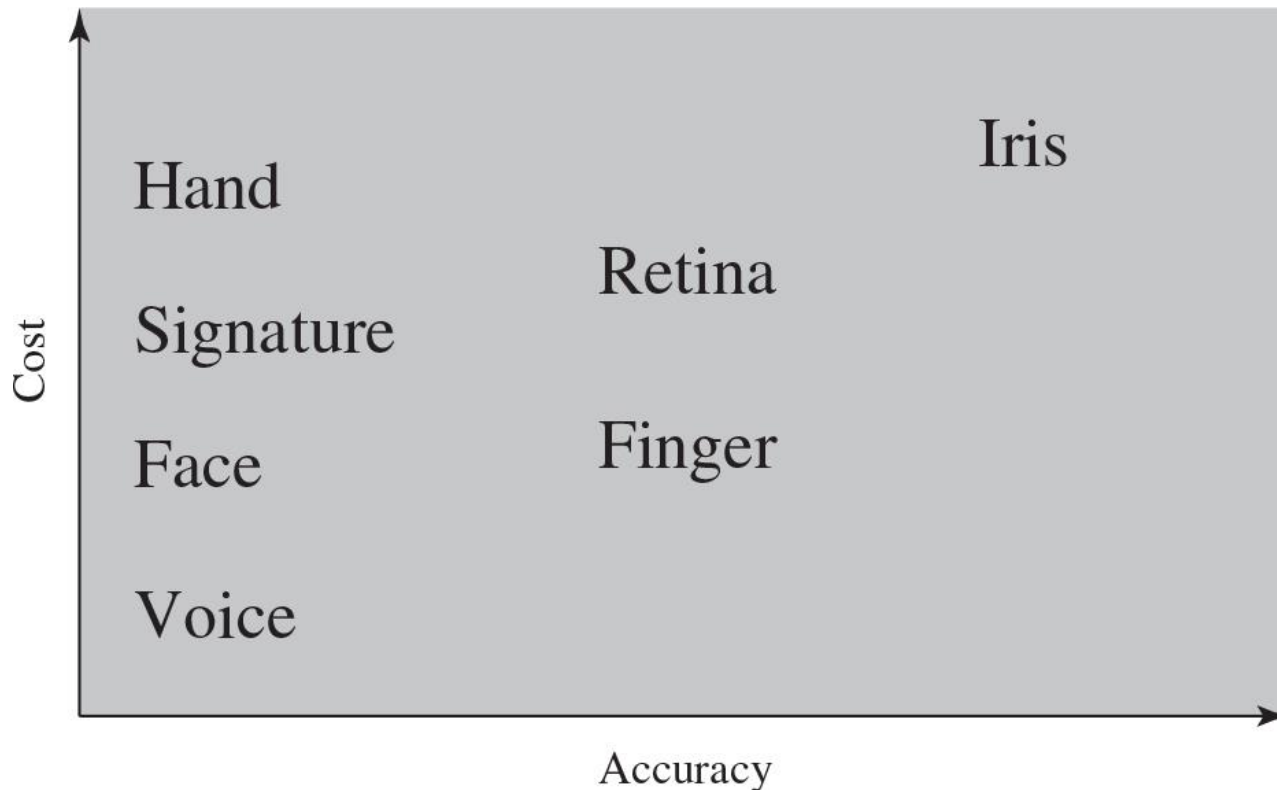 Iris
Hand
Retina
Signature
Cost
Face
Finger
Voice
Accuracy